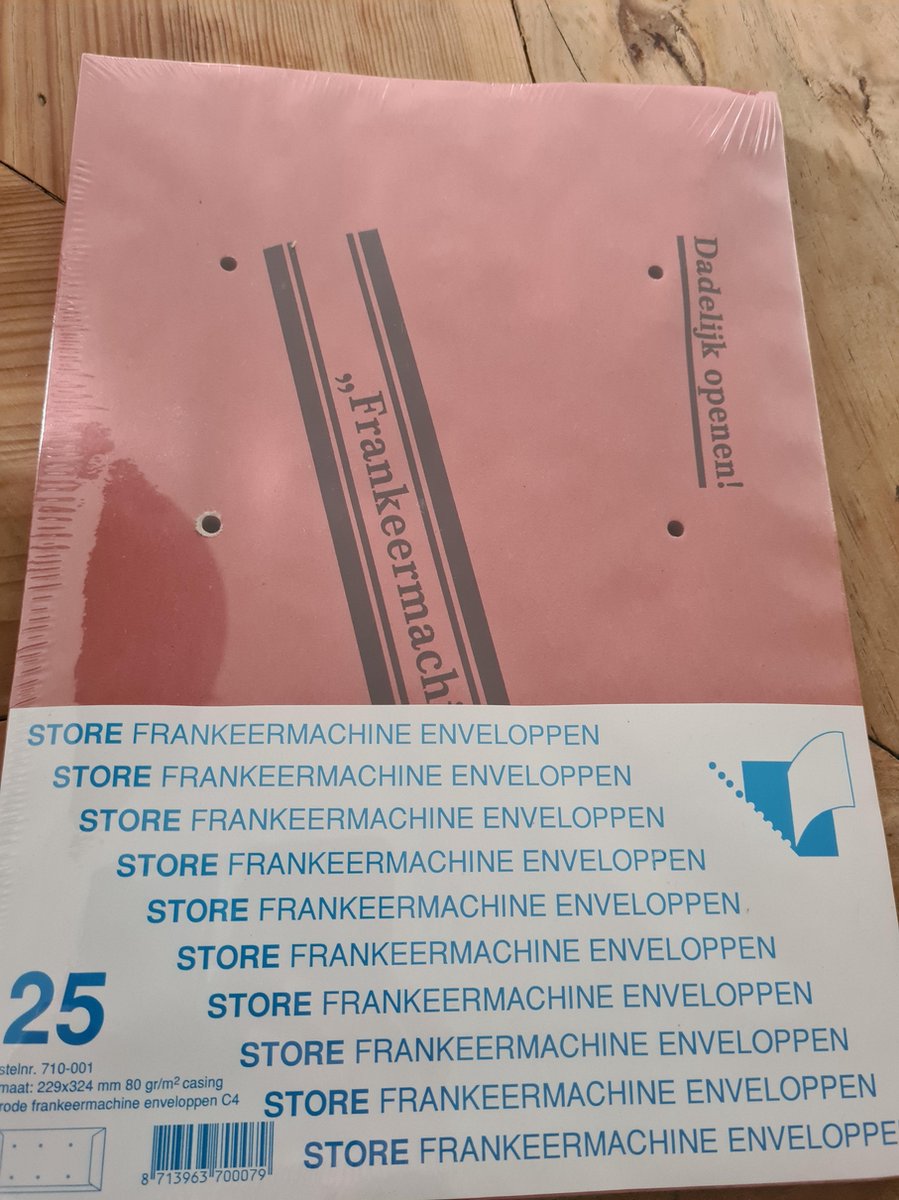 Dadelijk openen!
„Frankeermachi
STORE FRANKEERMACHINE ENVELOPPEN
STORE FRANKEERMACHINE ENVELOPPEN
STORE FRANKEERMACHINE ENVELOPPEN
STORE FRANKEERMACHINE ENVELOPPEN
STORE FRANKEERMACHINE ENVELOPPEN
STORE FRANKEERMACHINE ENVELOPPEN
STORE FRANKEERMACHINE ENVELOPPEN
STORE FRANKEERMACHINE ENVELOPPEN
STORE FRANKEERMACHINE ENVELOPPEN
STORE FRANKEERMACHINE ENVELOPPE
25
stelnr. 710-001
maat: 229x324 mm 80 gr/m² casing
rode frankeermachine enveloppen C4
8 713963 700079